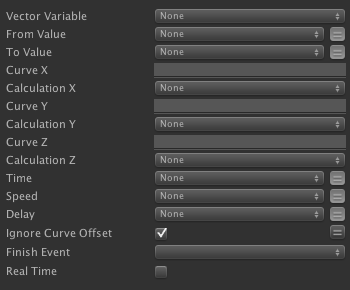 Vector Variable None
From Value None
To Value None
Curve X
Calculation X None
Curve Y
Calculation Y None
Curve Z
Calculation Z None
Time None
Speed None
Delay None
Ignore Curve Offset
Finish Event
Real Time